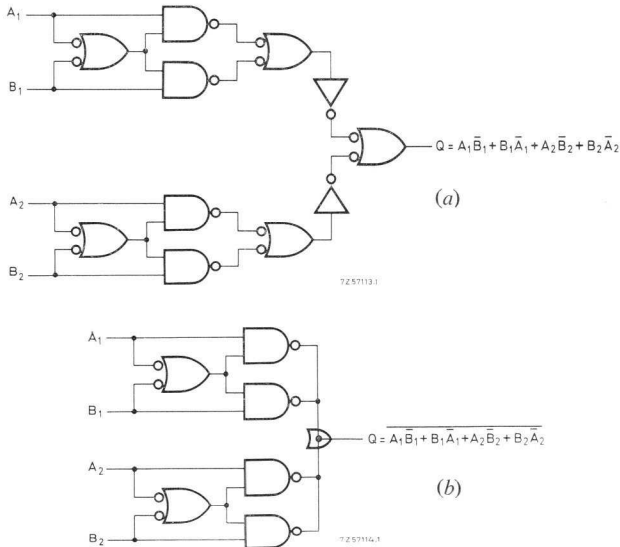 A₁
B₁
Q = A₁B̄₁ + B₁Ā₁ + A₂B̄₂ + B₂Ā₂
(a)
A₂
B₂
7Z57113.1
A₁
B₁
Q = \overline{A₁B̄₁ + B₁Ā₁ + A₂B̄₂ + B₂Ā₂}
A₂
(b)
B₂
7Z57114.1